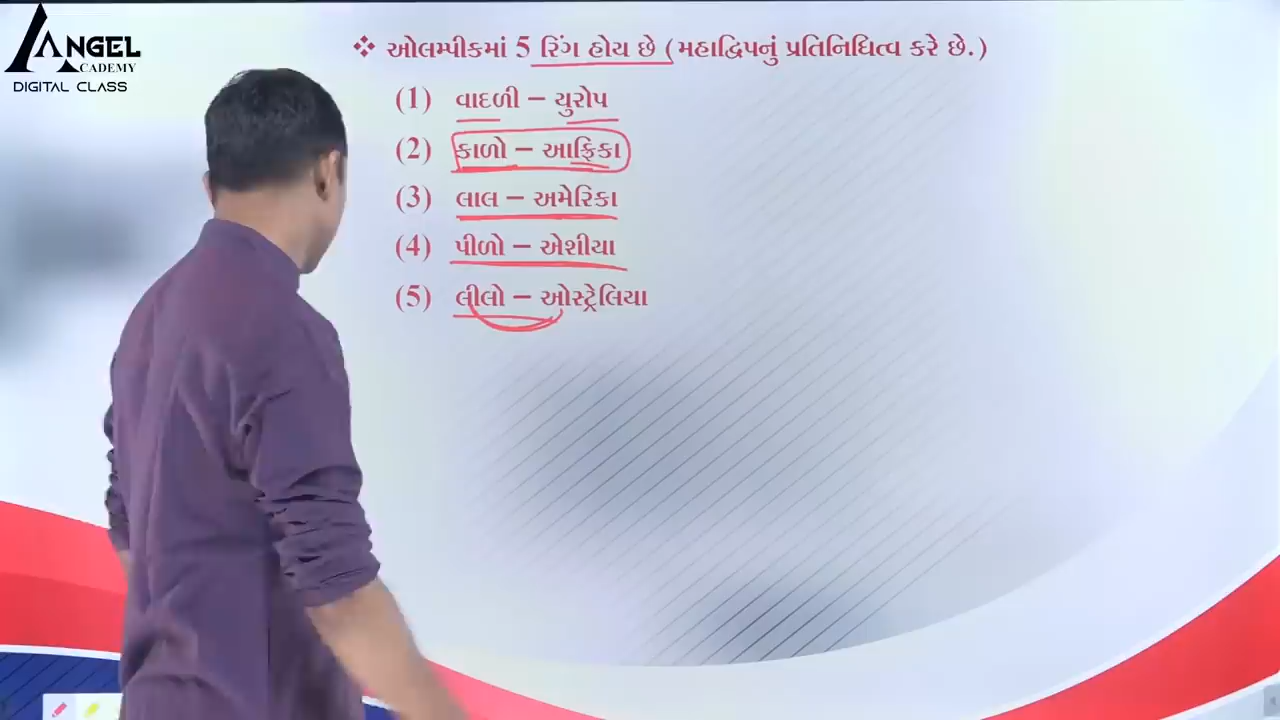 ANGEL
ACADEMY
DIGITAL CLASS
❖ ઓલમ્પીકમાં 5 રિંગ હોય છે (મહાદ્વિપનું પ્રતિનિધિત્વ કરે છે.)
(1) વાદળી – યુરોપ
(2) કાળો – આફ્રિકા
(3) લાલ – અમેરિકા
(4) પીળો – એશીયા
(5) લીલો – ઓસ્ટ્રેલિયા